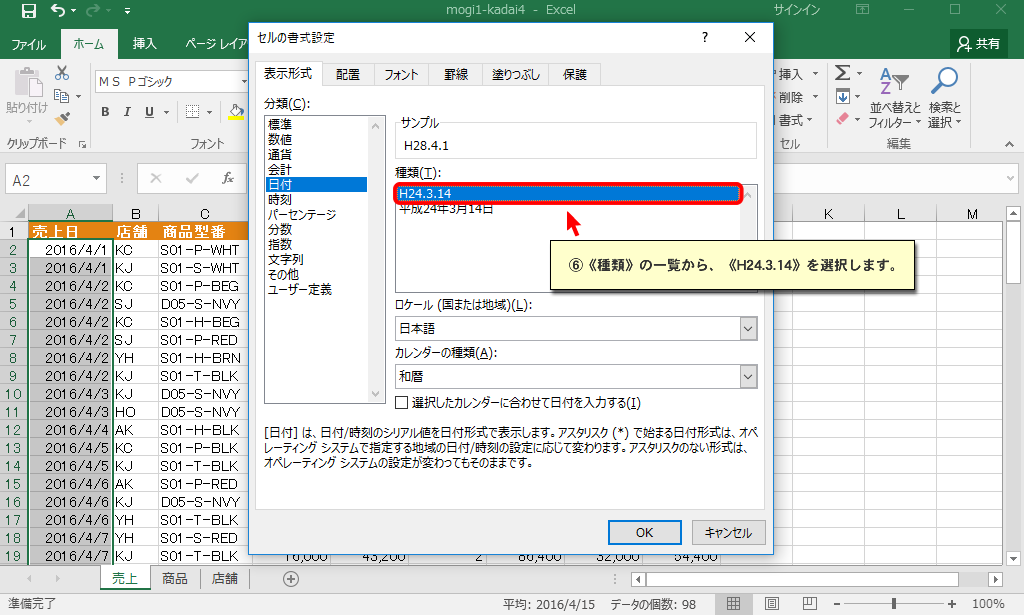 mogi1-kadai4 - Excel
サインイン
ファイル
ホーム
挿入
ページ レイア
共有
貼り付け
クリップボード
ＭＳ Ｐゴシック
B I U
フォント
挿入
削除
書式
セル
並べ替えと
フィルター
検索と
選択
編集
A2
fx
A B C K L M
1 売上日 店舗 商品型番
2 2016/4/1 KC S01-P-WHT
3 2016/4/1 KJ S01-S-WHT
4 2016/4/2 KC S01-P-BEG
5 2016/4/2 SJ D05-S-NVY
6 2016/4/2 KC S01-H-BEG
7 2016/4/2 SJ S01-P-RED
8 2016/4/2 YH S01-H-BRN
9 2016/4/2 KJ S01-T-BLK
10 2016/4/3 KJ D05-S-NVY
11 2016/4/3 HO D05-S-NVY
12 2016/4/4 AK S01-H-BLK
13 2016/4/5 KC S01-P-BLK
14 2016/4/5 KJ S01-T-BLK
15 2016/4/6 AK S01-P-RED
16 2016/4/6 KJ D05-S-NVY
17 2016/4/6 YH S01-T-BLK
18 2016/4/7 YH S01-S-RED
19 2016/4/7 KJ S01-T-BLK 16,000 43,200 2 86,400 32,000 54,400
セルの書式設定
?
表示形式 配置 フォント 罫線 塗りつぶし 保護
分類(C):
標準
数値
通貨
会計
日付
時刻
パーセンテージ
分数
指数
文字列
その他
ユーザー定義
サンプル
H28.4.1
種類(T):
H24.3.14
平成24年3月14日
⑥《種類》の一覧から、《H24.3.14》を選択します。
ロケール (国または地域)(L):
日本語
カレンダーの種類(A):
和暦
選択したカレンダーに合わせて日付を入力する(I)
[日付] は、日付/時刻のシリアル値を日付形式で表示します。アスタリスク (*) で始まる日付形式は、オペ
レーティング システムで指定する地域の日付/時刻の設定に応じて変わります。アスタリスクのない形式は、
オペレーティング システムの設定が変わってもそのままです。
OK
キャンセル
売上 商品 店舗
準備完了
平均: 2016/4/15 データの個数: 98
100%